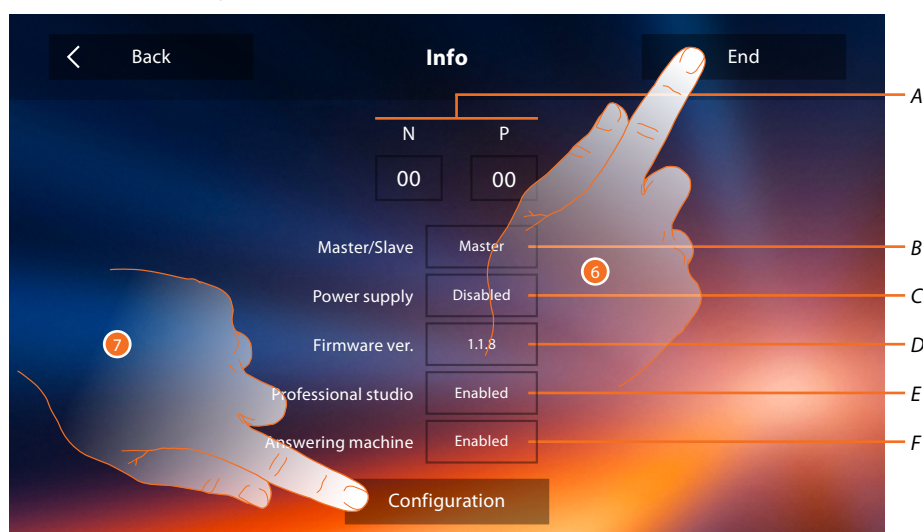 Back Info End
A
N P
00 00
Master/Slave Master B
6
Power supply Disabled C
7 Firmware ver. 1.1.8 D
Professional studio Enabled E
Answering machine Enabled F
Configuration